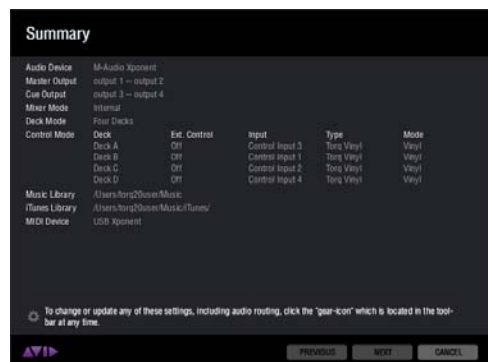 Summary
Audio Device M-Audio Xponent
Master Output output 1 – output 2
Cue Output output 3 – output 4
Mixer Mode Internal
Deck Mode Four Decks
Control Mode Deck Ext. Control Input Type Mode
Deck A Off Control Input 3 Torq Vinyl Vinyl
Deck B Off Control Input 1 Torq Vinyl Vinyl
Deck C Off Control Input 2 Torq Vinyl Vinyl
Deck D Off Control Input 4 Torq Vinyl Vinyl
Music Library /Users/torq20user/Music
iTunes Library /Users/torq20user/Music/iTunes/
MIDI Device USB Xponent
To change or update any of these settings, including audio routing, click the "gear-icon" which is located in the tool-
bar at any time.
AVID PREVIOUS NEXT CANCEL